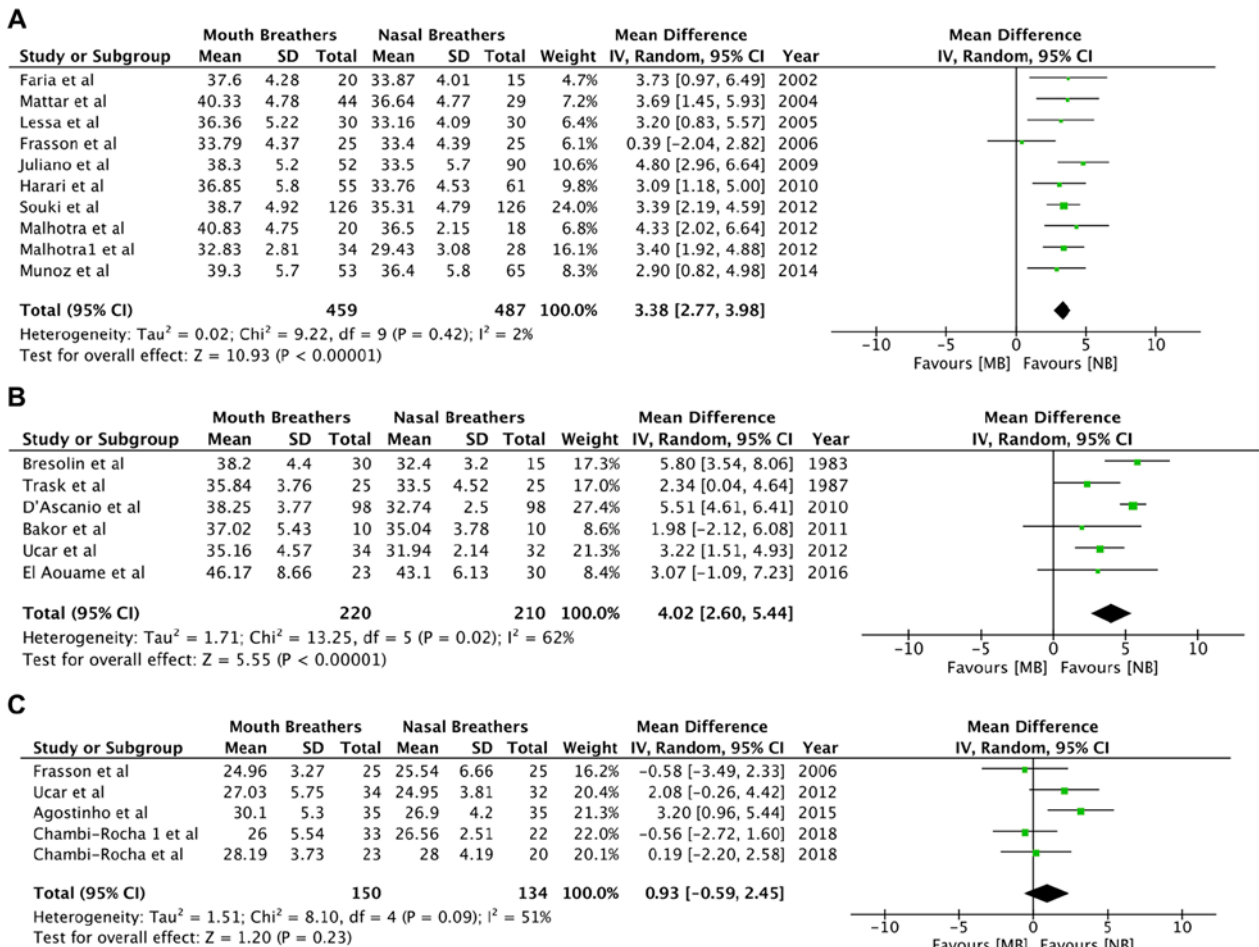 A
Mouth Breathers Nasal Breathers Mean Difference Mean Difference
Study or Subgroup Mean SD Total Mean SD Total Weight IV, Random, 95% CI Year IV, Random, 95% CI
Faria et al 37.6 4.28 20 33.87 4.01 15 4.7% 3.73 [0.97, 6.49] 2002
Mattar et al 40.33 4.78 44 36.64 4.77 29 7.2% 3.69 [1.45, 5.93] 2004
Lessa et al 36.36 5.22 30 33.16 4.09 30 6.4% 3.20 [0.83, 5.57] 2005
Frasson et al 33.79 4.37 25 33.4 4.39 25 6.1% 0.39 [−2.04, 2.82] 2006
Juliano et al 38.3 5.2 52 33.5 5.7 90 10.6% 4.80 [2.96, 6.64] 2009
Harari et al 36.85 5.8 55 33.76 4.53 61 9.8% 3.09 [1.18, 5.00] 2010
Souki et al 38.7 4.92 126 35.31 4.79 126 24.0% 3.39 [2.19, 4.59] 2012
Malhotra et al 40.83 4.75 20 36.5 2.15 18 6.8% 4.33 [2.02, 6.64] 2012
Malhotra1 et al 32.83 2.81 34 29.43 3.08 28 16.1% 3.40 [1.92, 4.88] 2012
Munoz et al 39.3 5.7 53 36.4 5.8 65 8.3% 2.90 [0.82, 4.98] 2014
Total (95% CI) 459 487 100.0% 3.38 [2.77, 3.98]
Heterogeneity: Tau² = 0.02; Chi² = 9.22, df = 9 (P = 0.42); I² = 2%
Test for overall effect: Z = 10.93 (P < 0.00001)
−10 −5 0 5 10
Favours [MB] Favours [NB]
B
Mouth Breathers Nasal Breathers Mean Difference Mean Difference
Study or Subgroup Mean SD Total Mean SD Total Weight IV, Random, 95% CI Year IV, Random, 95% CI
Bresolin et al 38.2 4.4 30 32.4 3.2 15 17.3% 5.80 [3.54, 8.06] 1983
Trask et al 35.84 3.76 25 33.5 4.52 25 17.0% 2.34 [0.04, 4.64] 1987
D'Ascanio et al 38.25 3.77 98 32.74 2.5 98 27.4% 5.51 [4.61, 6.41] 2010
Bakor et al 37.02 5.43 10 35.04 3.78 10 8.6% 1.98 [−2.12, 6.08] 2011
Ucar et al 35.16 4.57 34 31.94 2.14 32 21.3% 3.22 [1.51, 4.93] 2012
El Aouame et al 46.17 8.66 23 43.1 6.13 30 8.4% 3.07 [−1.09, 7.23] 2016
Total (95% CI) 220 210 100.0% 4.02 [2.60, 5.44]
Heterogeneity: Tau² = 1.71; Chi² = 13.25, df = 5 (P = 0.02); I² = 62%
Test for overall effect: Z = 5.55 (P < 0.00001)
−10 −5 0 5 10
Favours [MB] Favours [NB]
C
Mouth Breathers Nasal Breathers Mean Difference Mean Difference
Study or Subgroup Mean SD Total Mean SD Total Weight IV, Random, 95% CI Year IV, Random, 95% CI
Frasson et al 24.96 3.27 25 25.54 6.66 25 16.2% −0.58 [−3.49, 2.33] 2006
Ucar et al 27.03 5.75 34 24.95 3.81 32 20.4% 2.08 [−0.26, 4.42] 2012
Agostinho et al 30.1 5.3 35 26.9 4.2 35 21.3% 3.20 [0.96, 5.44] 2015
Chambi−Rocha 1 et al 26 5.54 33 26.56 2.51 22 22.0% −0.56 [−2.72, 1.60] 2018
Chambi−Rocha et al 28.19 3.73 23 28 4.19 20 20.1% 0.19 [−2.20, 2.58] 2018
Total (95% CI) 150 134 100.0% 0.93 [−0.59, 2.45]
Heterogeneity: Tau² = 1.51; Chi² = 8.10, df = 4 (P = 0.09); I² = 51%
Test for overall effect: Z = 1.20 (P = 0.23)
−10 −5 0 5 10
Favours [MB] Favours [NB]